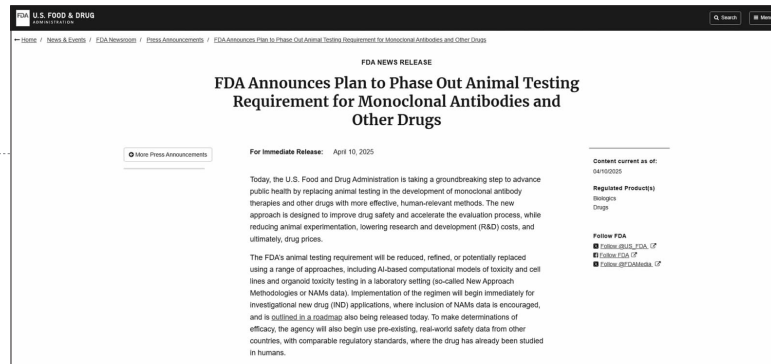 FDA U.S. FOOD & DRUG
ADMINISTRATION
Search
Menu
← Home / News & Events / FDA Newsroom / Press Announcements / FDA Announces Plan to Phase Out Animal Testing Requirement for Monoclonal Antibodies and Other Drugs
FDA NEWS RELEASE
FDA Announces Plan to Phase Out Animal Testing
Requirement for Monoclonal Antibodies and
Other Drugs
More Press Announcements
For Immediate Release: April 10, 2025
Today, the U.S. Food and Drug Administration is taking a groundbreaking step to advance
public health by replacing animal testing in the development of monoclonal antibody
therapies and other drugs with more effective, human-relevant methods. The new
approach is designed to improve drug safety and accelerate the evaluation process, while
reducing animal experimentation, lowering research and development (R&D) costs, and
ultimately, drug prices.
The FDA's animal testing requirement will be reduced, refined, or potentially replaced
using a range of approaches, including AI-based computational models of toxicity and cell
lines and organoid toxicity testing in a laboratory setting (so-called New Approach
Methodologies or NAMs data). Implementation of the regimen will begin immediately for
investigational new drug (IND) applications, where inclusion of NAMs data is encouraged,
and is outlined in a roadmap also being released today. To make determinations of
efficacy, the agency will also begin use pre-existing, real-world safety data from other
countries, with comparable regulatory standards, where the drug has already been studied
in humans.
Content current as of:
04/10/2025
Regulated Product(s)
Biologics
Drugs
Follow FDA
Follow @US_FDA
Follow FDA
Follow @FDAMedia